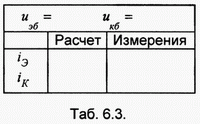 uэб = uкб =
Расчет Измерения
iЭ
iК
Таб. 6.3.